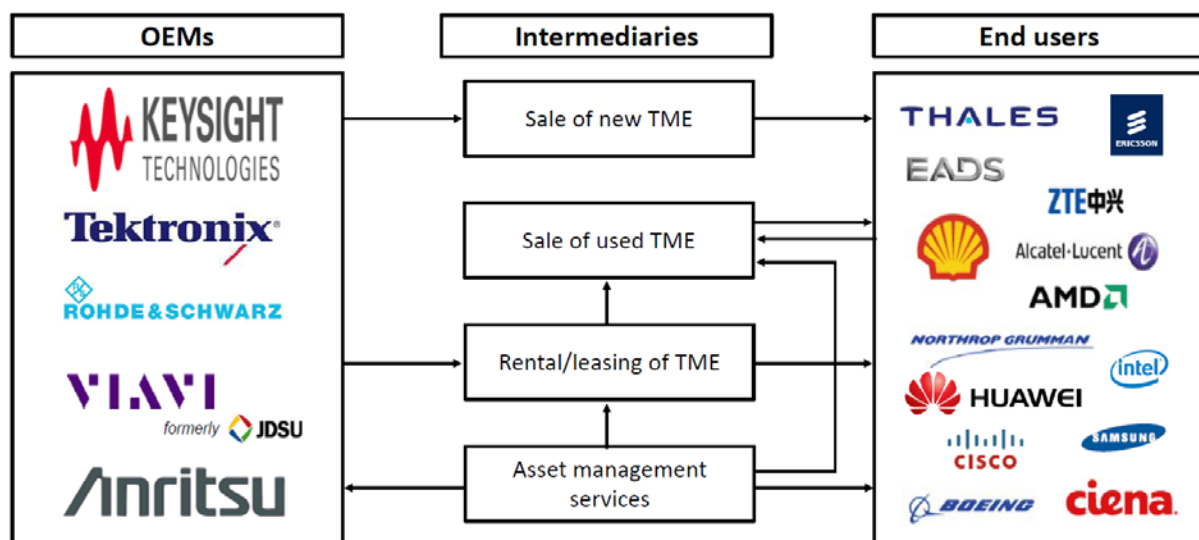 OEMs
Intermediaries
End users
KEYSIGHT
TECHNOLOGIES
Tektronix®
ROHDE & SCHWARZ
VIAVI
formerly JDSU
Anritsu
Sale of new TME
Sale of used TME
Rental/leasing of TME
Asset management
services
THALES
ERICSSON
EADS
ZTE中兴
Alcatel·Lucent
AMD
NORTHROP GRUMMAN
intel
HUAWEI
SAMSUNG
CISCO
BOEING
ciena.